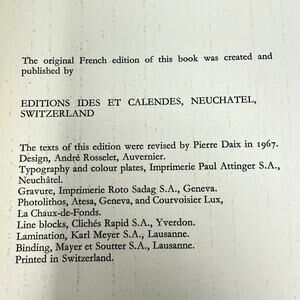 The original French edition of this book was created and
published by
EDITIONS IDES ET CALENDES, NEUCHATEL,
SWITZERLAND
The texts of this edition were revised by Pierre Daix in 1967.
Design, André Rosselet, Auvernier.
Typography and colour plates, Imprimerie Paul Attinger S.A.,
Neuchâtel.
Gravure, Imprimerie Roto Sadag S.A., Geneva.
Photolithos, Atesa, Geneva, and Courvoisier Lux,
La Chaux-de-Fonds.
Line blocks, Clichés Rapid S.A., Yverdon.
Lamination, Karl Meyer S.A., Lausanne.
Binding, Mayer et Soutter S.A., Lausanne.
Printed in Switzerland.